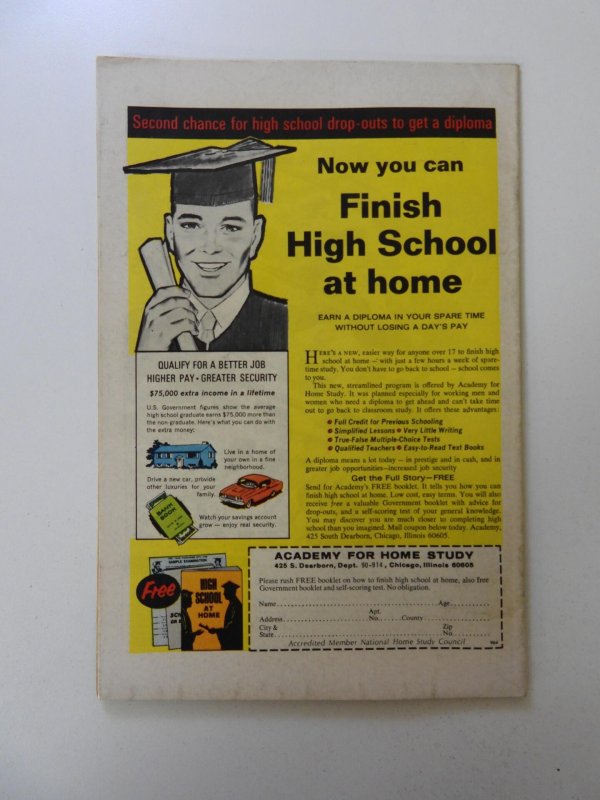 Second chance for high school drop-outs to get a diploma
Now you can
Finish
High School
at home
EARN A DIPLOMA IN YOUR SPARE TIME
WITHOUT LOSING A DAY'S PAY
HERE'S A NEW, easier way for anyone over 17 to finish high
school at home — with just a few hours a week of spare-
time study. You don't have to go back to school — school comes
to you.
This new, streamlined program is offered by Academy for
Home Study. It was planned especially for working men and
women who need a diploma to get ahead and can't take time
out to go back to classroom study. It offers these advantages:
• Full Credit for Previous Schooling
• Simplified Lessons • Very Little Writing
• True-False Multiple-Choice Tests
• Qualified Teachers • Easy-to-Read Text Books
A diploma means a lot today — in prestige and in cash, and in
greater job opportunities—increased job security
Get the Full Story—FREE
Send for Academy's FREE booklet. It tells you how you can
finish high school at home. Low cost, easy terms. You will also
receive free a valuable Government booklet with advice for
drop-outs, and a self-scoring test of your general knowledge.
You may discover you are much closer to completing high
school than you imagined. Mail coupon below today. Academy,
425 South Dearborn, Chicago, Illinois 60605.
QUALIFY FOR A BETTER JOB
HIGHER PAY • GREATER SECURITY
$75,000 extra income in a lifetime
U.S. Government figures show the average
high school graduate earns $75,000 more than
the non-graduate. Here's what you can do with
the extra money:
Live in a home of
your own in a fine
neighborhood.
Drive a new car, provide
other luxuries for your
family.
BANK
BOOK
Watch your savings account
grow — enjoy real security.
Free
SAMPLE EXAMINATION
HIGH
SCHOOL
AT
HOME
ACADEMY FOR HOME STUDY
425 S. Dearborn, Dept. 90-914, Chicago, Illinois 60605
Please rush FREE booklet on how to finish high school at home, also free
Government booklet and self-scoring test. No obligation.
Name Age
Apt.
Address No. County
City & Zip
State No
Accredited Member National Home Study Council